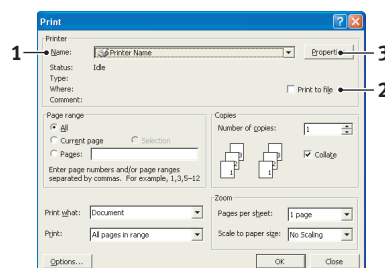 Print
Printer
1 Name: Printer Name Properti 3
Status: Idle
Type:
Where: Print to file 2
Comment:
Page range
All
Current page Selection
Pages:
Enter page numbers and/or page ranges
separated by commas. For example, 1,3,5–12
Copies
Number of copies: 1
Collate
Print what: Document
Print: All pages in range
Zoom
Pages per sheet: 1 page
Scale to paper size: No Scaling
Options... OK Close